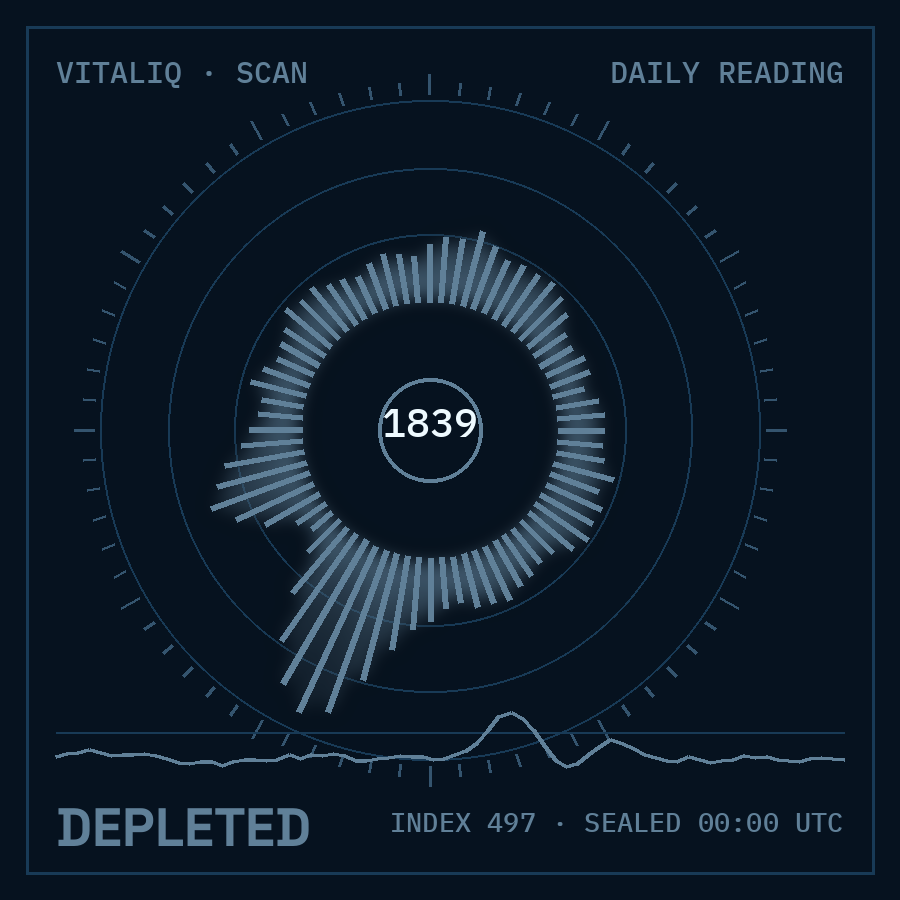 VITALIQ · SCAN
DAILY READING
1839
DEPLETED
INDEX 497 · SEALED 00:00 UTC